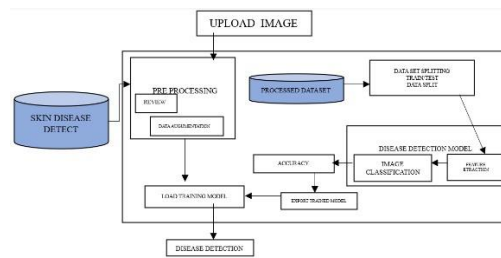 UPLOAD IMAGE
PRE PROCESSING
REVIEW
DATA AUGMENTATION
SKIN DISEASE
DETECT
PROCESSED DATASET
DATA SET SPLITTING
TRAIN/TEST
DATA SPLIT
DISEASE DETECTION MODEL
ACCURACY
IMAGE
CLASSIFICATION
FEATURE
LOAD TRAINING MODEL
EXPORT TRAINED MODEL
DISEASE DETECTION